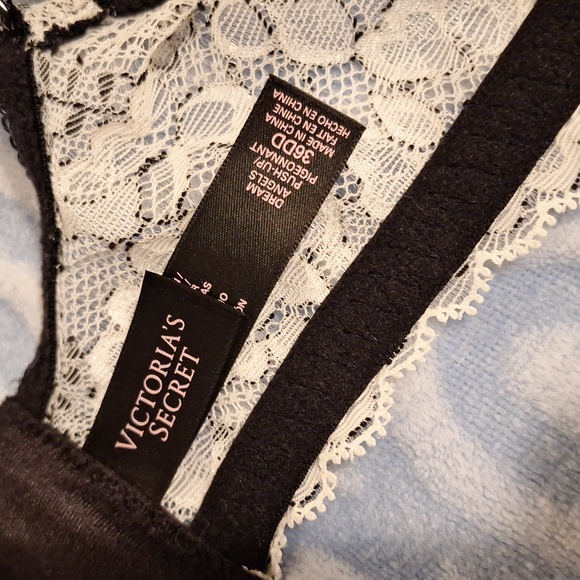 DREAM
ANGELS
PUSH-UP/
PIGEONNANT
36DD
MADE IN CHINA
FAIT EN CHINE
HECHO EN CHINA
VICTORIA'S
SECRET